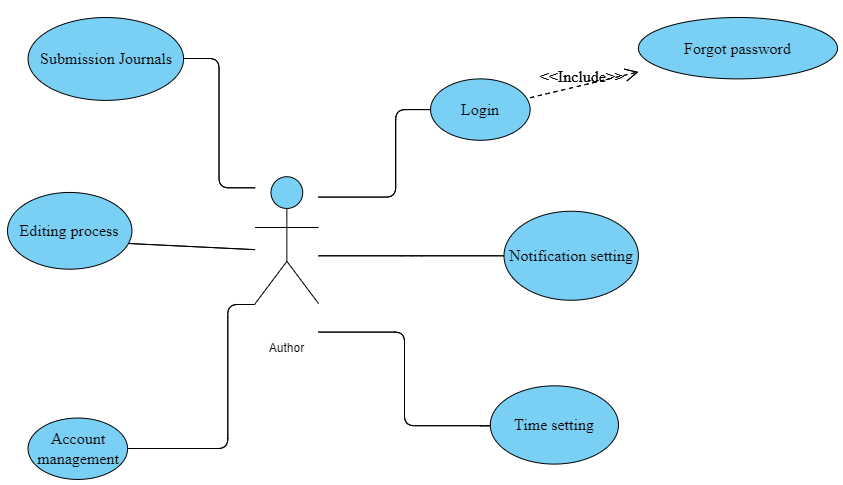 Submission Journals
Forgot password
<<Include>>
Login
Editing process
Notification setting
Author
Time setting
Account
management